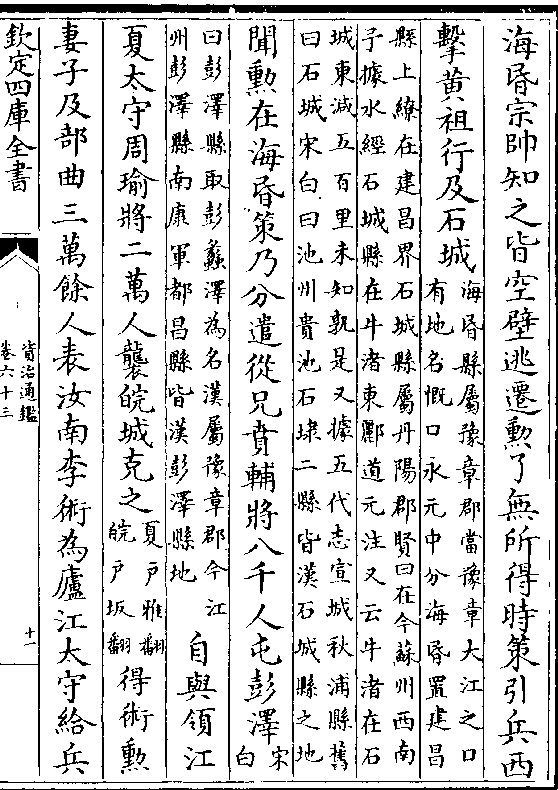 海昏宗帥知之皆空壁逃遷勲了無所得時策引兵西
撃黄祖行及石城海昏縣屬豫章郡當豫章大江之口
有地名慨口永元中分海昏置建昌
縣上繚在建昌界石城縣屬丹陽郡賢曰在今蘇州西南
予據水經石城縣在牛渚東酈道元注又云牛渚在石
城東減五百里未知孰是又據五代志宣城秋浦縣舊
曰石城宋白曰池州貴池石埭二縣皆漢石城縣之地
聞勲在海昏策乃分遣從兄賁輔將八千人屯彭澤宋
白
曰彭澤縣取彭蠡澤為名漢屬豫章郡今江
州彭澤縣南康軍都昌縣皆漢彭澤縣地
自與領江
夏太守周瑜將二萬人襲皖城克之夏戸雅翻
皖戸坂翻
得術勲
妻子及部曲三萬餘人表汝南李術為廬江太守給兵
欽定四庫全書
資治通鑑
卷六十三
十一